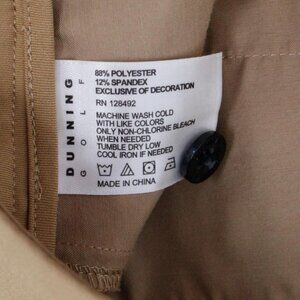 DUNNING
GOLF
88% POLYESTER
12% SPANDEX
EXCLUSIVE OF DECORATION
RN 128492
MACHINE WASH COLD
WITH LIKE COLORS
ONLY NON-CHLORINE BLEACH
WHEN NEEDED
TUMBLE DRY LOW
COOL IRON IF NEEDED
MADE IN CHINA